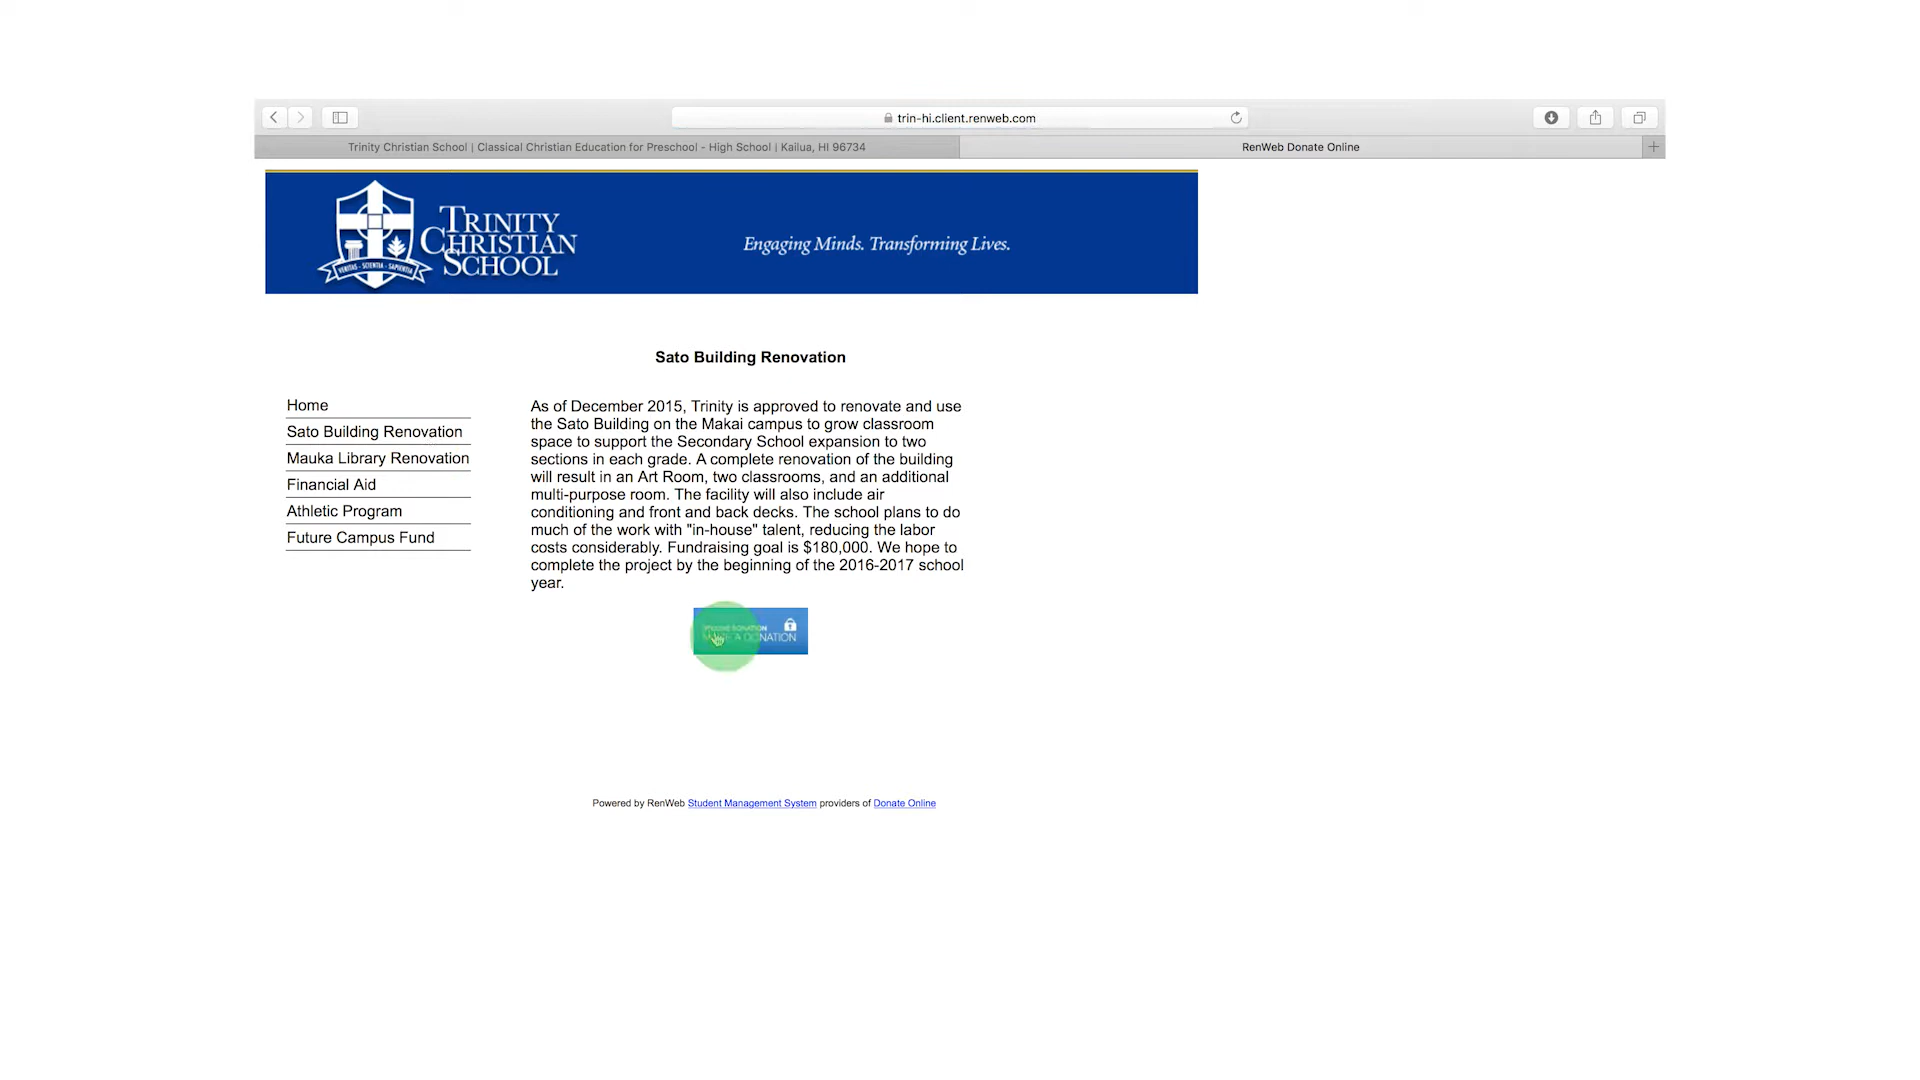 trin-hi.client.renweb.com
Trinity Christian School | Classical Christian Education for Preschool - High School | Kailua, HI 96734
RenWeb Donate Online
TRINITY
CHRISTIAN
SCHOOL
VERITAS - SCIENTIA - SAPIENTIA
Engaging Minds. Transforming Lives.
Sato Building Renovation
Home
Sato Building Renovation
Mauka Library Renovation
Financial Aid
Athletic Program
Future Campus Fund
As of December 2015, Trinity is approved to renovate and use
the Sato Building on the Makai campus to grow classroom
space to support the Secondary School expansion to two
sections in each grade. A complete renovation of the building
will result in an Art Room, two classrooms, and an additional
multi-purpose room. The facility will also include air
conditioning and front and back decks. The school plans to do
much of the work with "in-house" talent, reducing the labor
costs considerably. Fundraising goal is $180,000. We hope to
complete the project by the beginning of the 2016-2017 school
year.
A DONATION
Powered by RenWeb Student Management System providers of Donate Online